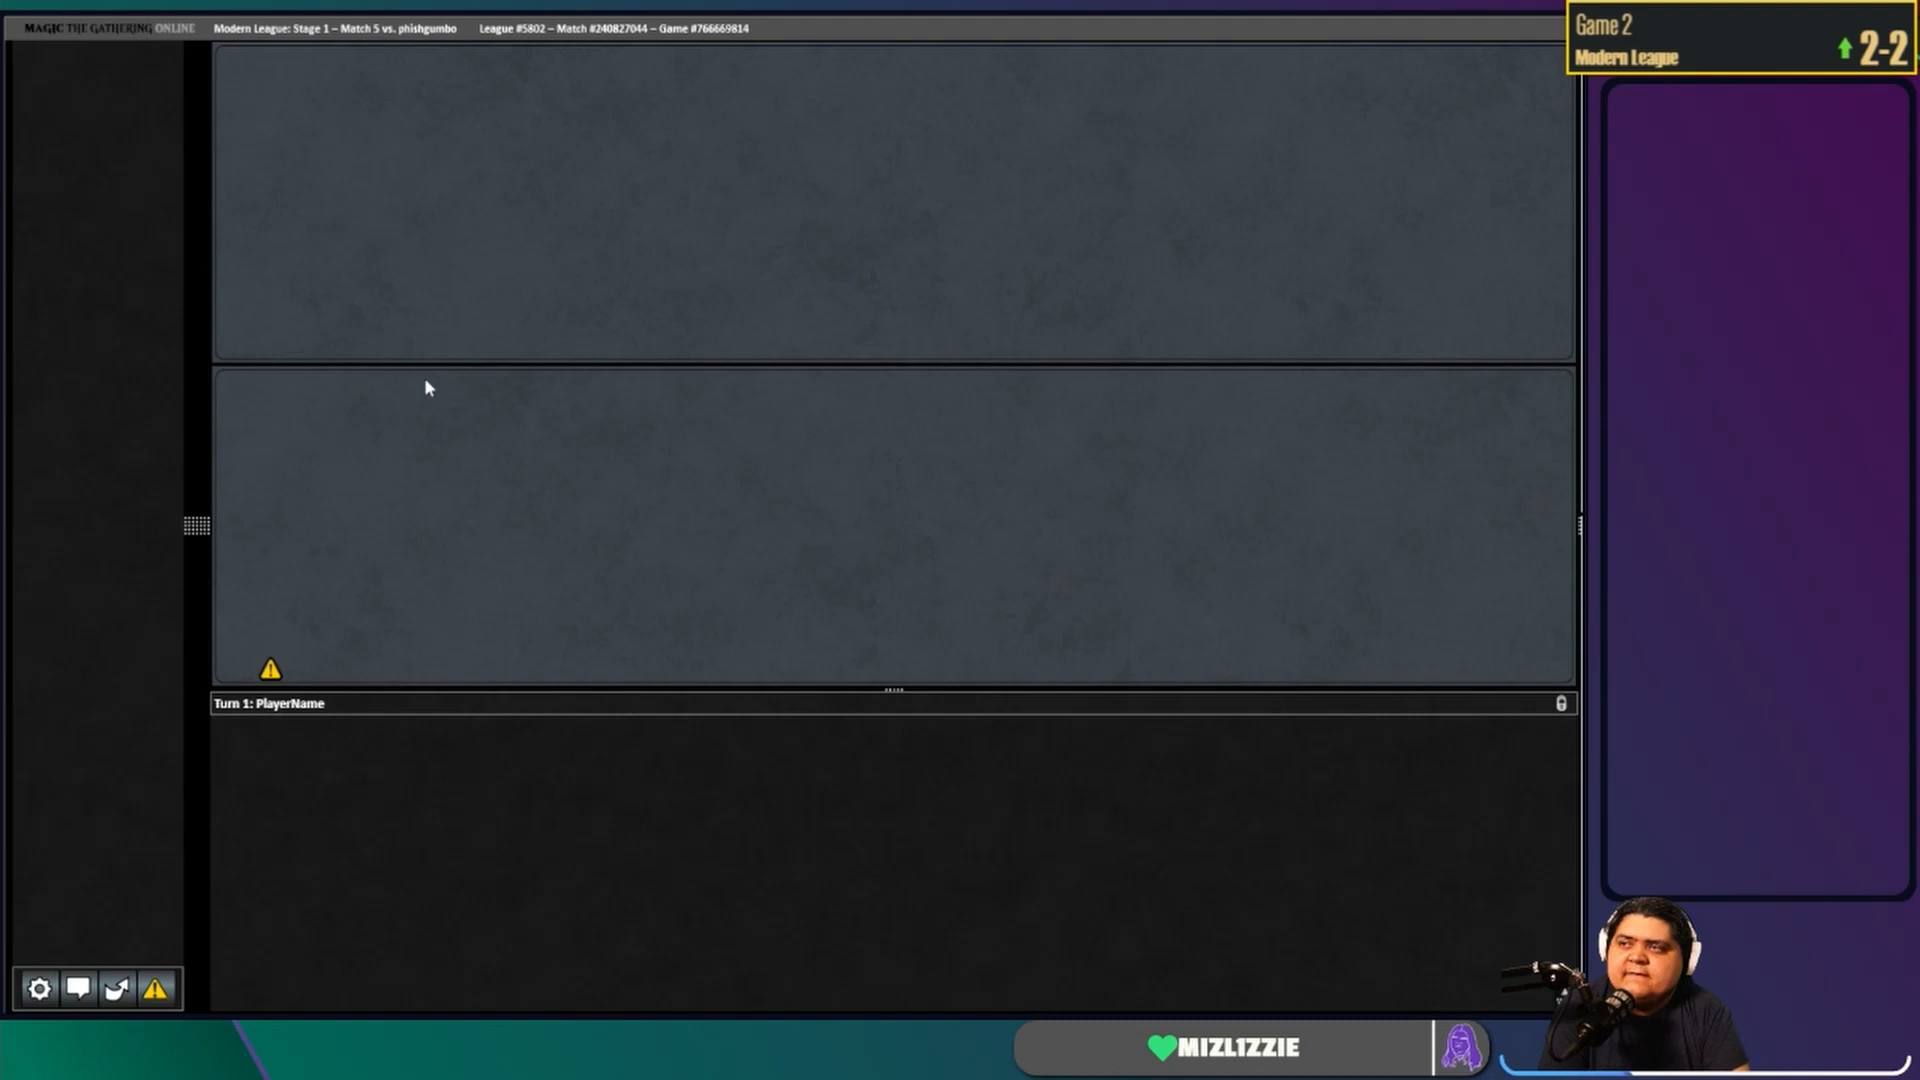 MAGIC THE GATHERING ONLINE
Modern League: Stage 1 – Match 5 vs. phishgumbo League #5802 – Match #240827044 – Game #766669814
Game 2
Modern League
2-2
Turn 1: PlayerName
MIZL1ZZIE